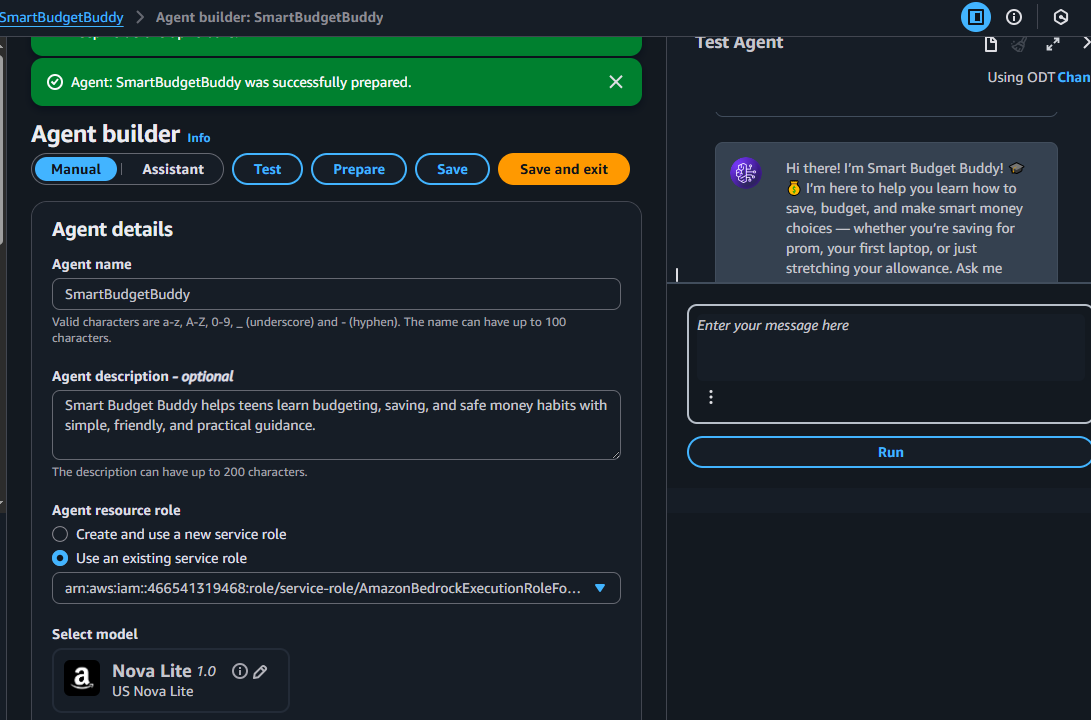 SmartBudgetBuddy > Agent builder: SmartBudgetBuddy
Agent: SmartBudgetBuddy was successfully prepared.
Agent builder Info
Manual Assistant Test Prepare Save Save and exit
Agent details
Agent name
SmartBudgetBuddy
Valid characters are a-z, A-Z, 0-9, _ (underscore) and - (hyphen). The name can have up to 100
characters.
Agent description - optional
Smart Budget Buddy helps teens learn budgeting, saving, and safe money habits with
simple, friendly, and practical guidance.
The description can have up to 200 characters.
Agent resource role
Create and use a new service role
Use an existing service role
arn:aws:iam::466541319468:role/service-role/AmazonBedrockExecutionRoleFo...
Select model
Nova Lite 1.0
US Nova Lite
Test Agent
Using ODT Chan
Hi there! I’m Smart Budget Buddy! 🎓
💰 I’m here to help you learn how to
save, budget, and make smart money
choices — whether you’re saving for
prom, your first laptop, or just
stretching your allowance. Ask me
Enter your message here
Run